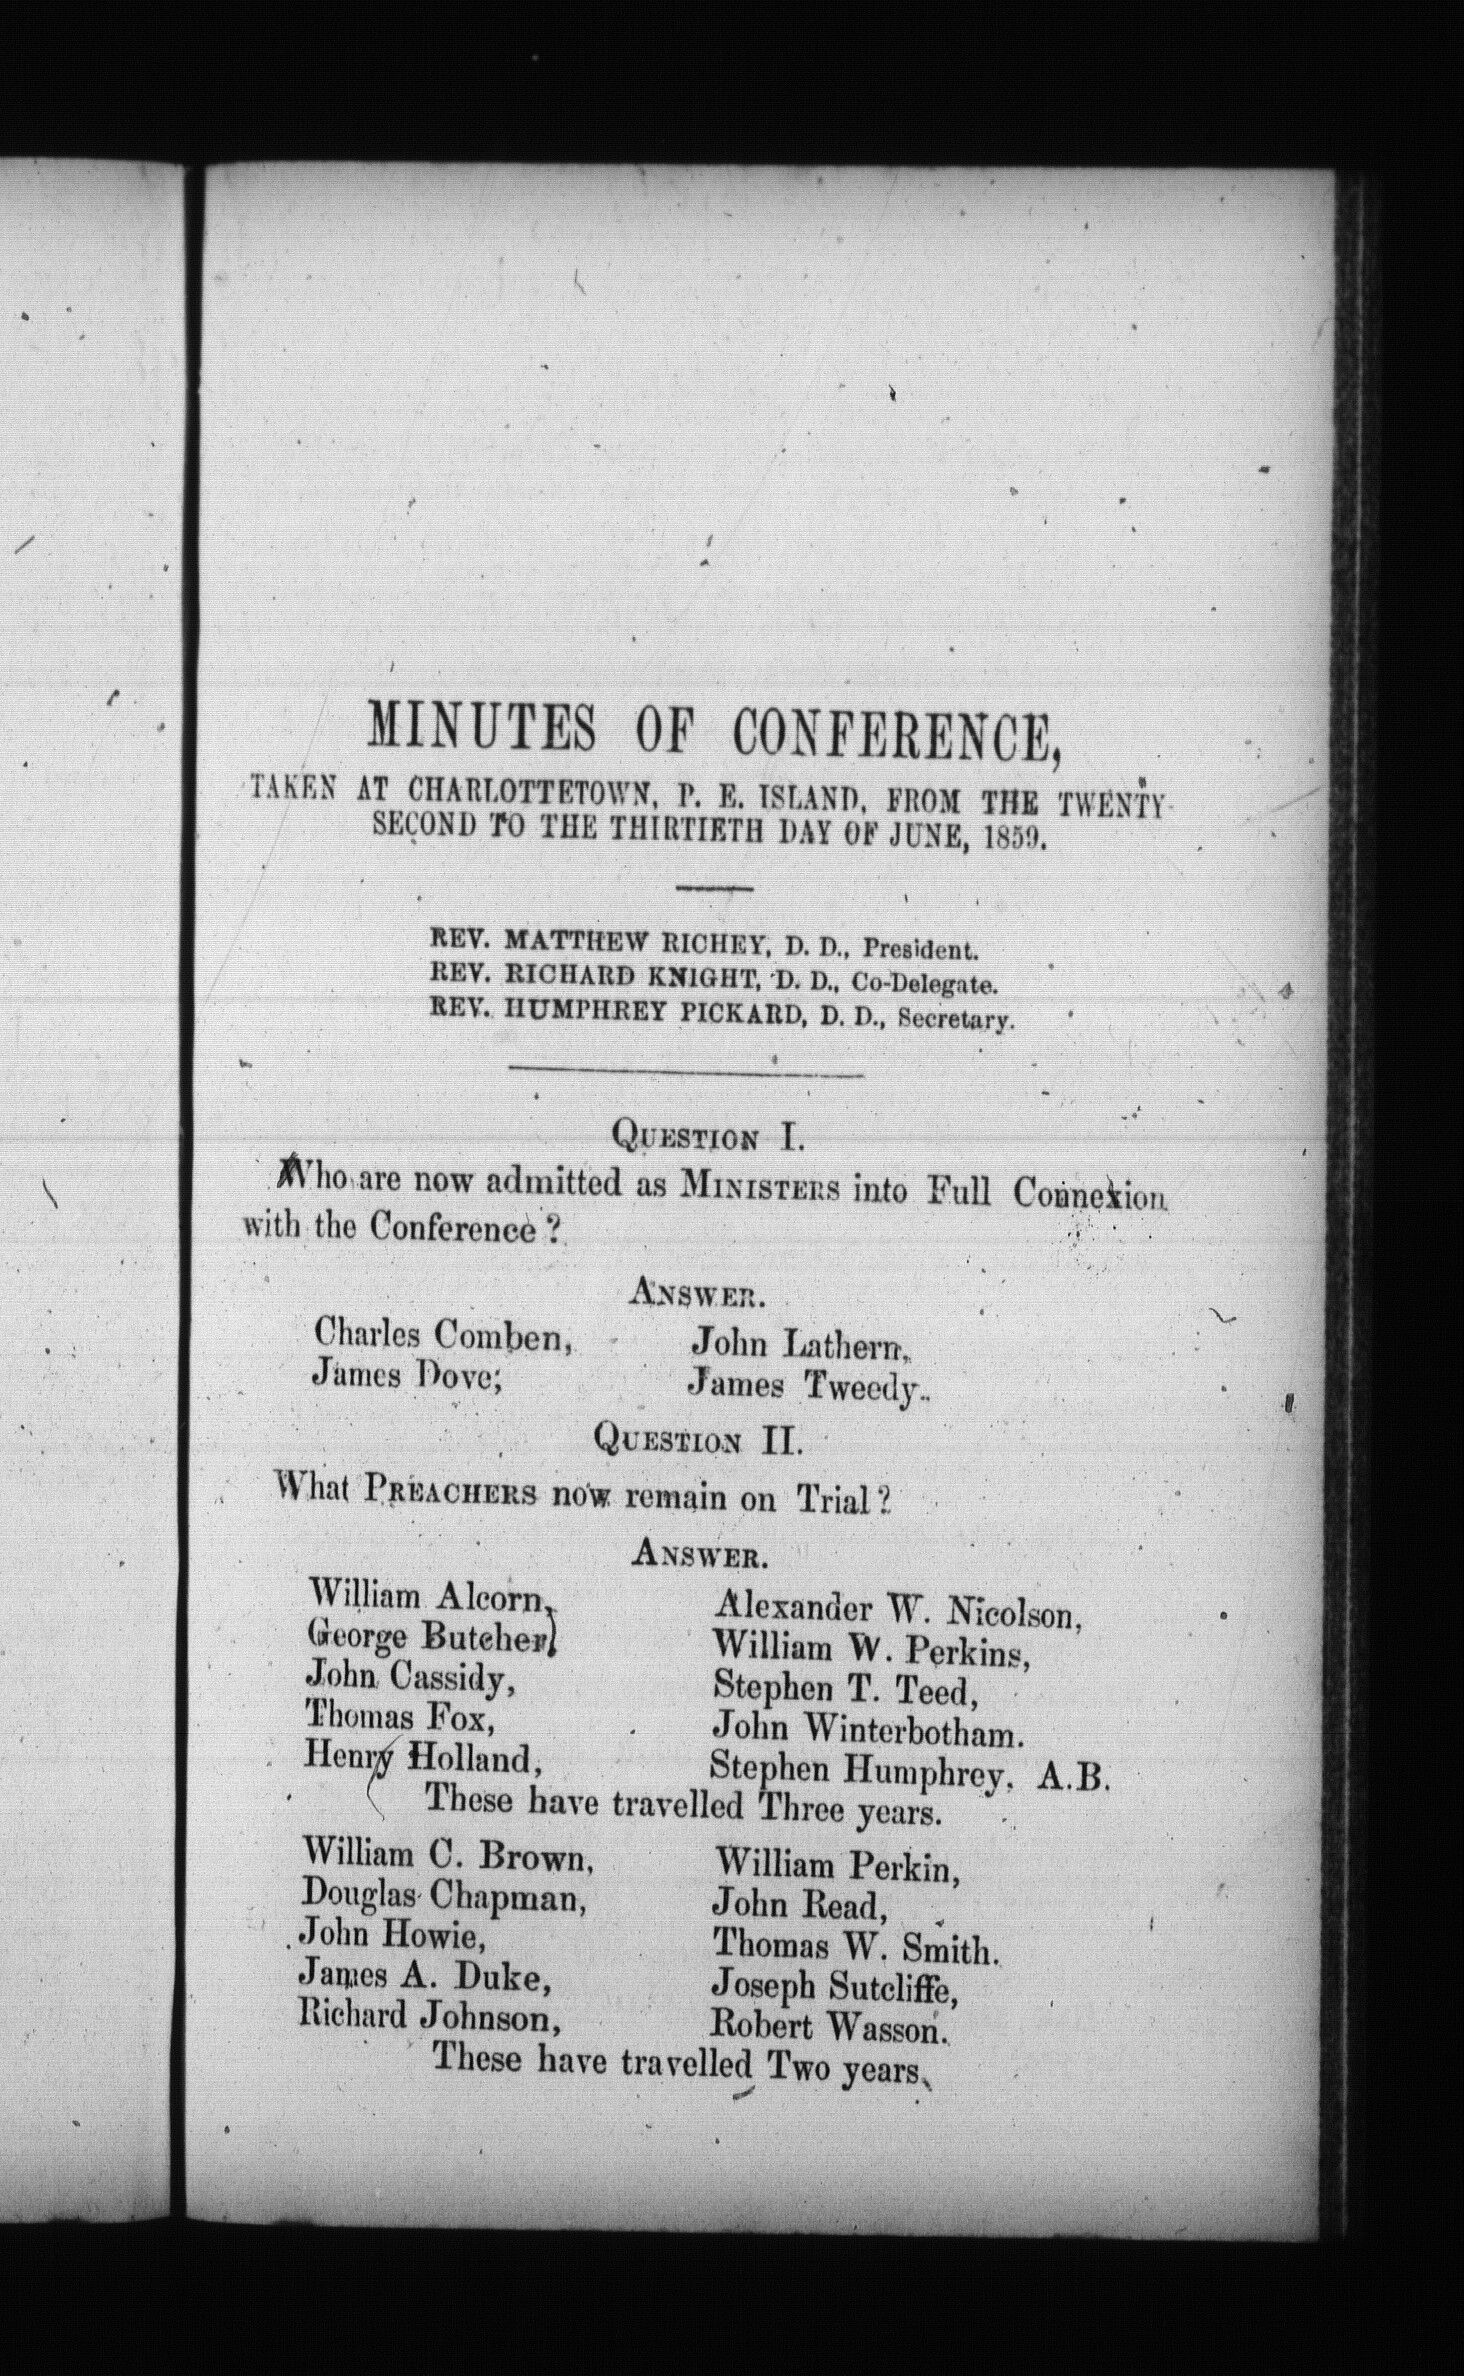 MINUTES OF CONFERENCE,
TAKEN AT CHARLOTTETOWN, P. E. ISLAND, FROM THE TWENTY
SECOND TO THE THIRTIETH DAY OF JUNE, 1859.
REV. MATTHEW RICHEY, D. D., President.
REV. RICHARD KNIGHT, D. D., Co-Delegate.
REV. HUMPHREY PICKARD, D. D., Secretary.
QUESTION I.
Who are now admitted as MINISTERS into Full Connexion
with the Conference?
ANSWER.
Charles Comben, John Lathern,
James Dove, James Tweedy.
QUESTION II.
What PREACHERS now remain on Trial?
ANSWER.
William Alcorn, Alexander W. Nicolson,
George Butcher, William W. Perkins,
John Cassidy, Stephen T. Teed,
Thomas Fox, John Winterbotham.
Henry Holland, Stephen Humphrey, A.B.
These have travelled Three years.
William C. Brown, William Perkin,
Douglas Chapman, John Read,
John Howie, Thomas W. Smith.
James A. Duke, Joseph Sutcliffe,
Richard Johnson, Robert Wasson.
These have travelled Two years.